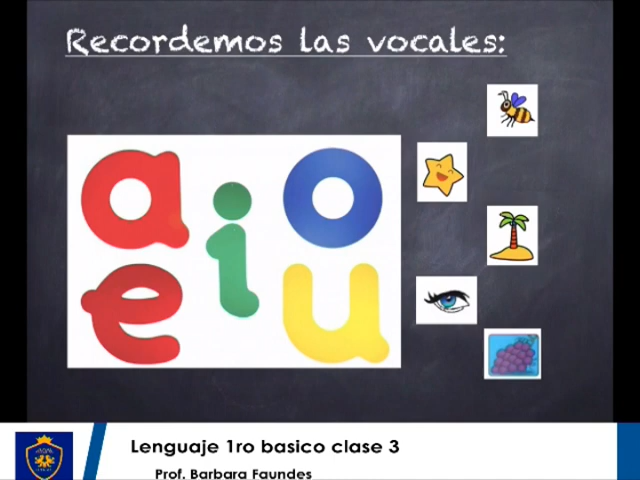 Recordemos las vocales:
a
i
o
e
u
Lenguaje 1ro basico clase 3
Prof. Barbara Faundes